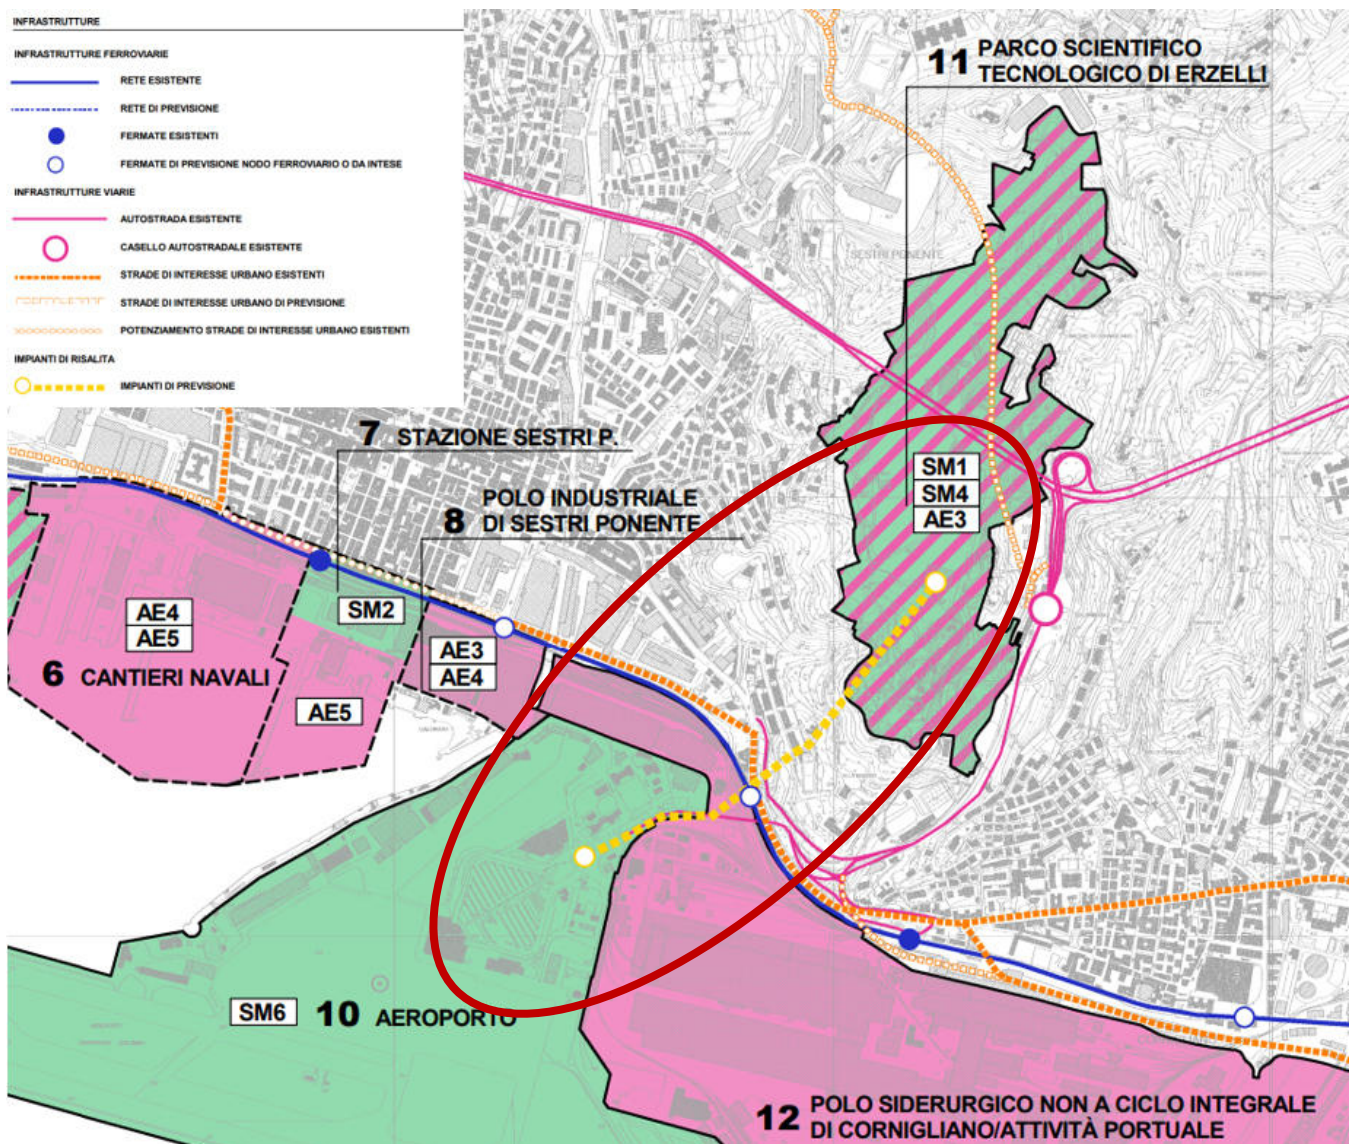 INFRASTRUTTURE
INFRASTRUTTURE FERROVIARIE
RETE ESISTENTE
RETE DI PREVISIONE
FERMATE ESISTENTI
FERMATE DI PREVISIONE NODO FERROVIARIO O DA INTESE
INFRASTRUTTURE VIARIE
AUTOSTRADA ESISTENTE
CASELLO AUTOSTRADALE ESISTENTE
STRADE DI INTERESSE URBANO ESISTENTI
STRADE DI INTERESSE URBANO DI PREVISIONE
POTENZIAMENTO STRADE DI INTERESSE URBANO ESISTENTI
IMPIANTI DI RISALITA
IMPIANTI DI PREVISIONE
11 PARCO SCIENTIFICO
TECNOLOGICO DI ERZELLI
SESTRI PONENTE
7 STAZIONE SESTRI P.
SM1
SM4
AE3
8 POLO INDUSTRIALE
DI SESTRI PONENTE
AE4
AE5
SM2
AE3
AE4
6 CANTIERI NAVALI
AE5
SM6
10 AEROPORTO
12 POLO SIDERURGICO NON A CICLO INTEGRALE
DI CORNIGLIANO/ATTIVITÀ PORTUALE